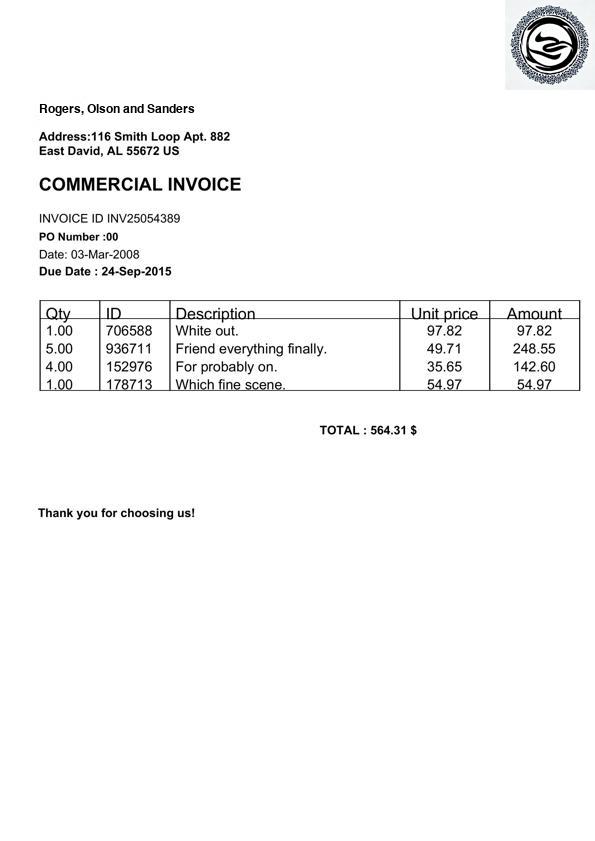 Rogers, Olson and Sanders
Address:116 Smith Loop Apt. 882
East David, AL 55672 US
COMMERCIAL INVOICE
INVOICE ID INV25054389
PO Number :00
Date: 03-Mar-2008
Due Date : 24-Sep-2015
Qty ID Description Unit price Amount
1.00 706588 White out. 97.82 97.82
5.00 936711 Friend everything finally. 49.71 248.55
4.00 152976 For probably on. 35.65 142.60
1.00 178713 Which fine scene. 54.97 54.97
TOTAL : 564.31 $
Thank you for choosing us!